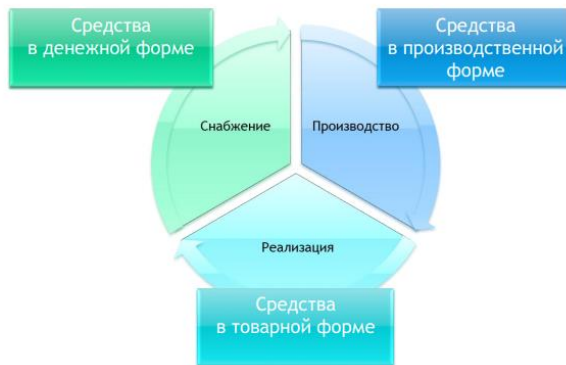 Средства
в денежной форме
Средства
в производственной
форме
Снабжение
Производство
Реализация
Средства
в товарной форме